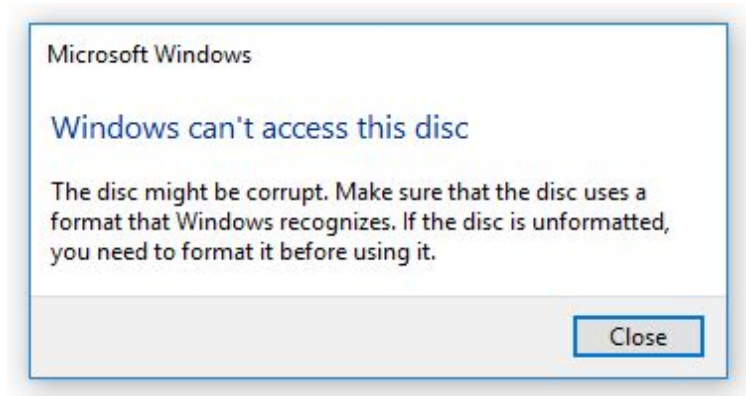 Microsoft Windows
Windows can't access this disc
The disc might be corrupt. Make sure that the disc uses a
format that Windows recognizes. If the disc is unformatted,
you need to format it before using it.
Close